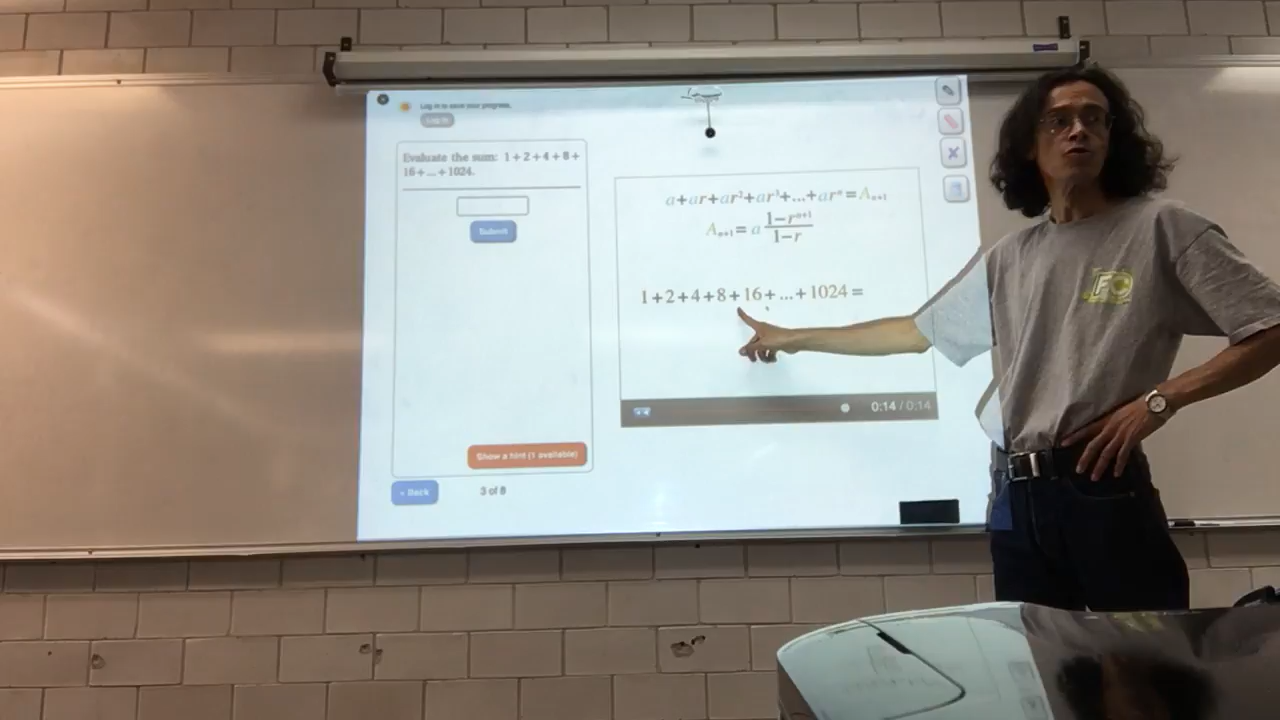 Log in to save your progress.
Log in
Evaluate the sum: 1+2+4+8+
16+...+1024.
Submit
Show a hint (1 available)
« Back
3 of 8
a+ar+ar²+ar³+...+arⁿ=Aₙ₊₁
Aₙ₊₁= a 1−rⁿ⁺¹
1−r
1+2+4+8+16+...+1024=
0:14 / 0:14
FC